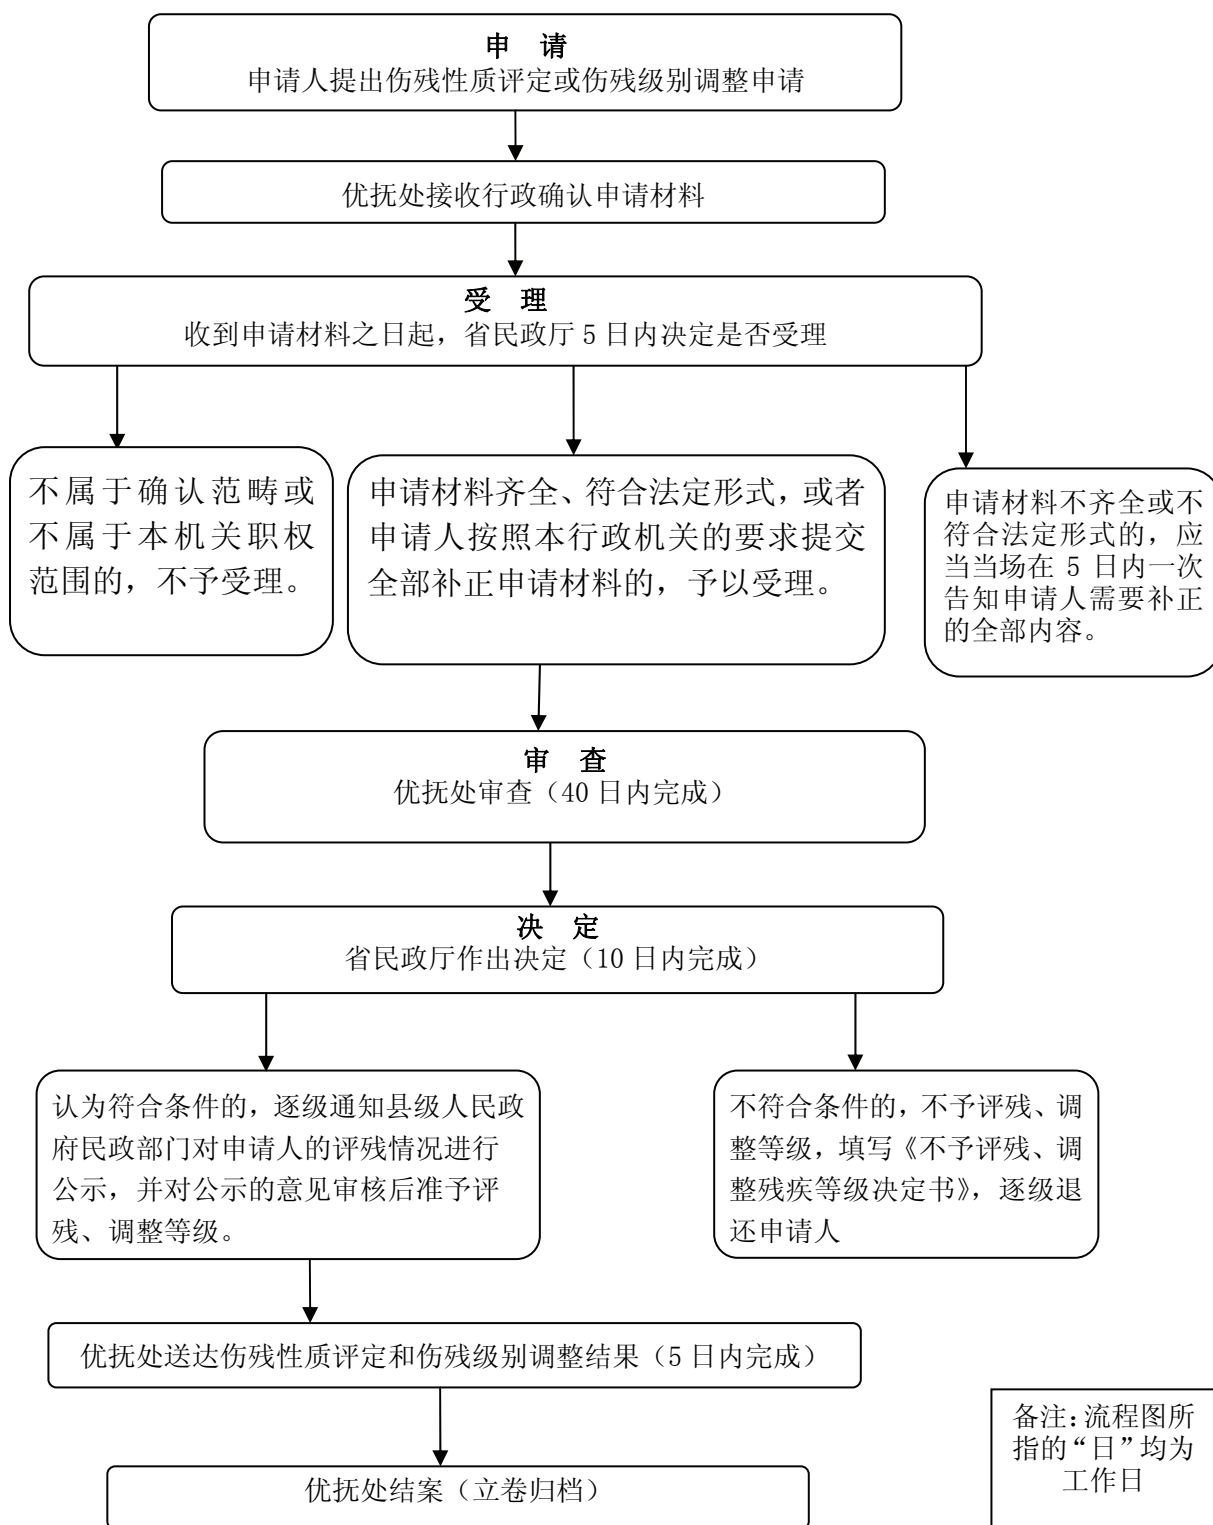 申 请
申请人提出伤残性质评定或伤残级别调整申请
优抚处接收行政确认申请材料
受 理
收到申请材料之日起，省民政厅 5 日内决定是否受理
不属于确认范畴或
不属于本机关职权
范围的，不予受理。
申请材料齐全、符合法定形式，或者
申请人按照本行政机关的要求提交
全部补正申请材料的，予以受理。
申请材料不齐全或不
符合法定形式的，应
当当场在 5 日内一次
告知申请人需要补正
的全部内容。
审 查
优抚处审查（40 日内完成）
决 定
省民政厅作出决定（10 日内完成）
认为符合条件的，逐级通知县级人民政
府民政部门对申请人的评残情况进行
公示，并对公示的意见审核后准予评
残、调整等级。
不符合条件的，不予评残、调
整等级，填写《不予评残、调
整残疾等级决定书》，逐级退
还申请人
优抚处送达伤残性质评定和伤残级别调整结果（5 日内完成）
优抚处结案（立卷归档）
备注：流程图所
指的“日”均为
工作日